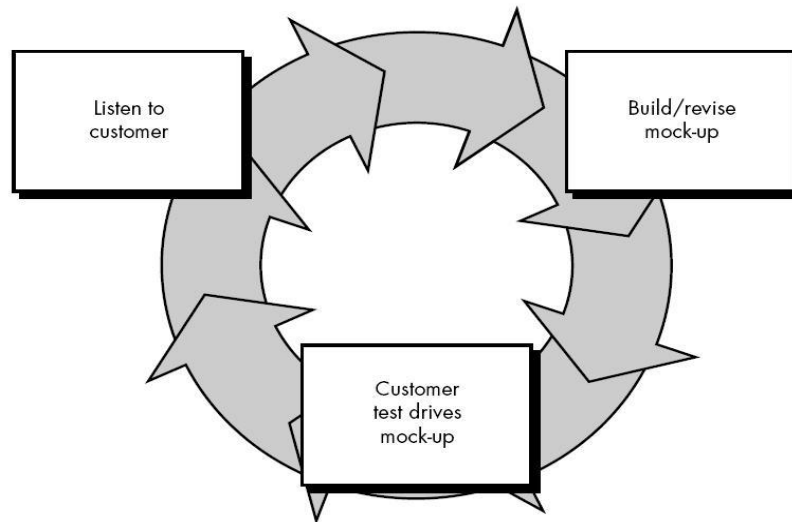 Listen to
customer
Build/revise
mock-up
Customer
test drives
mock-up